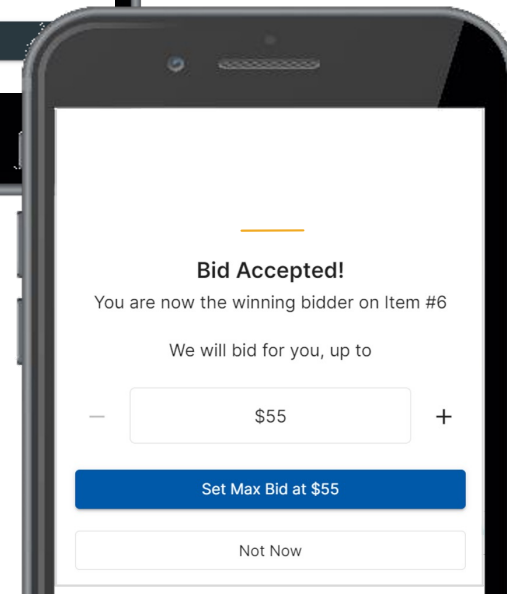 Bid Accepted!
You are now the winning bidder on Item #6
We will bid for you, up to
− $55 +
Set Max Bid at $55
Not Now